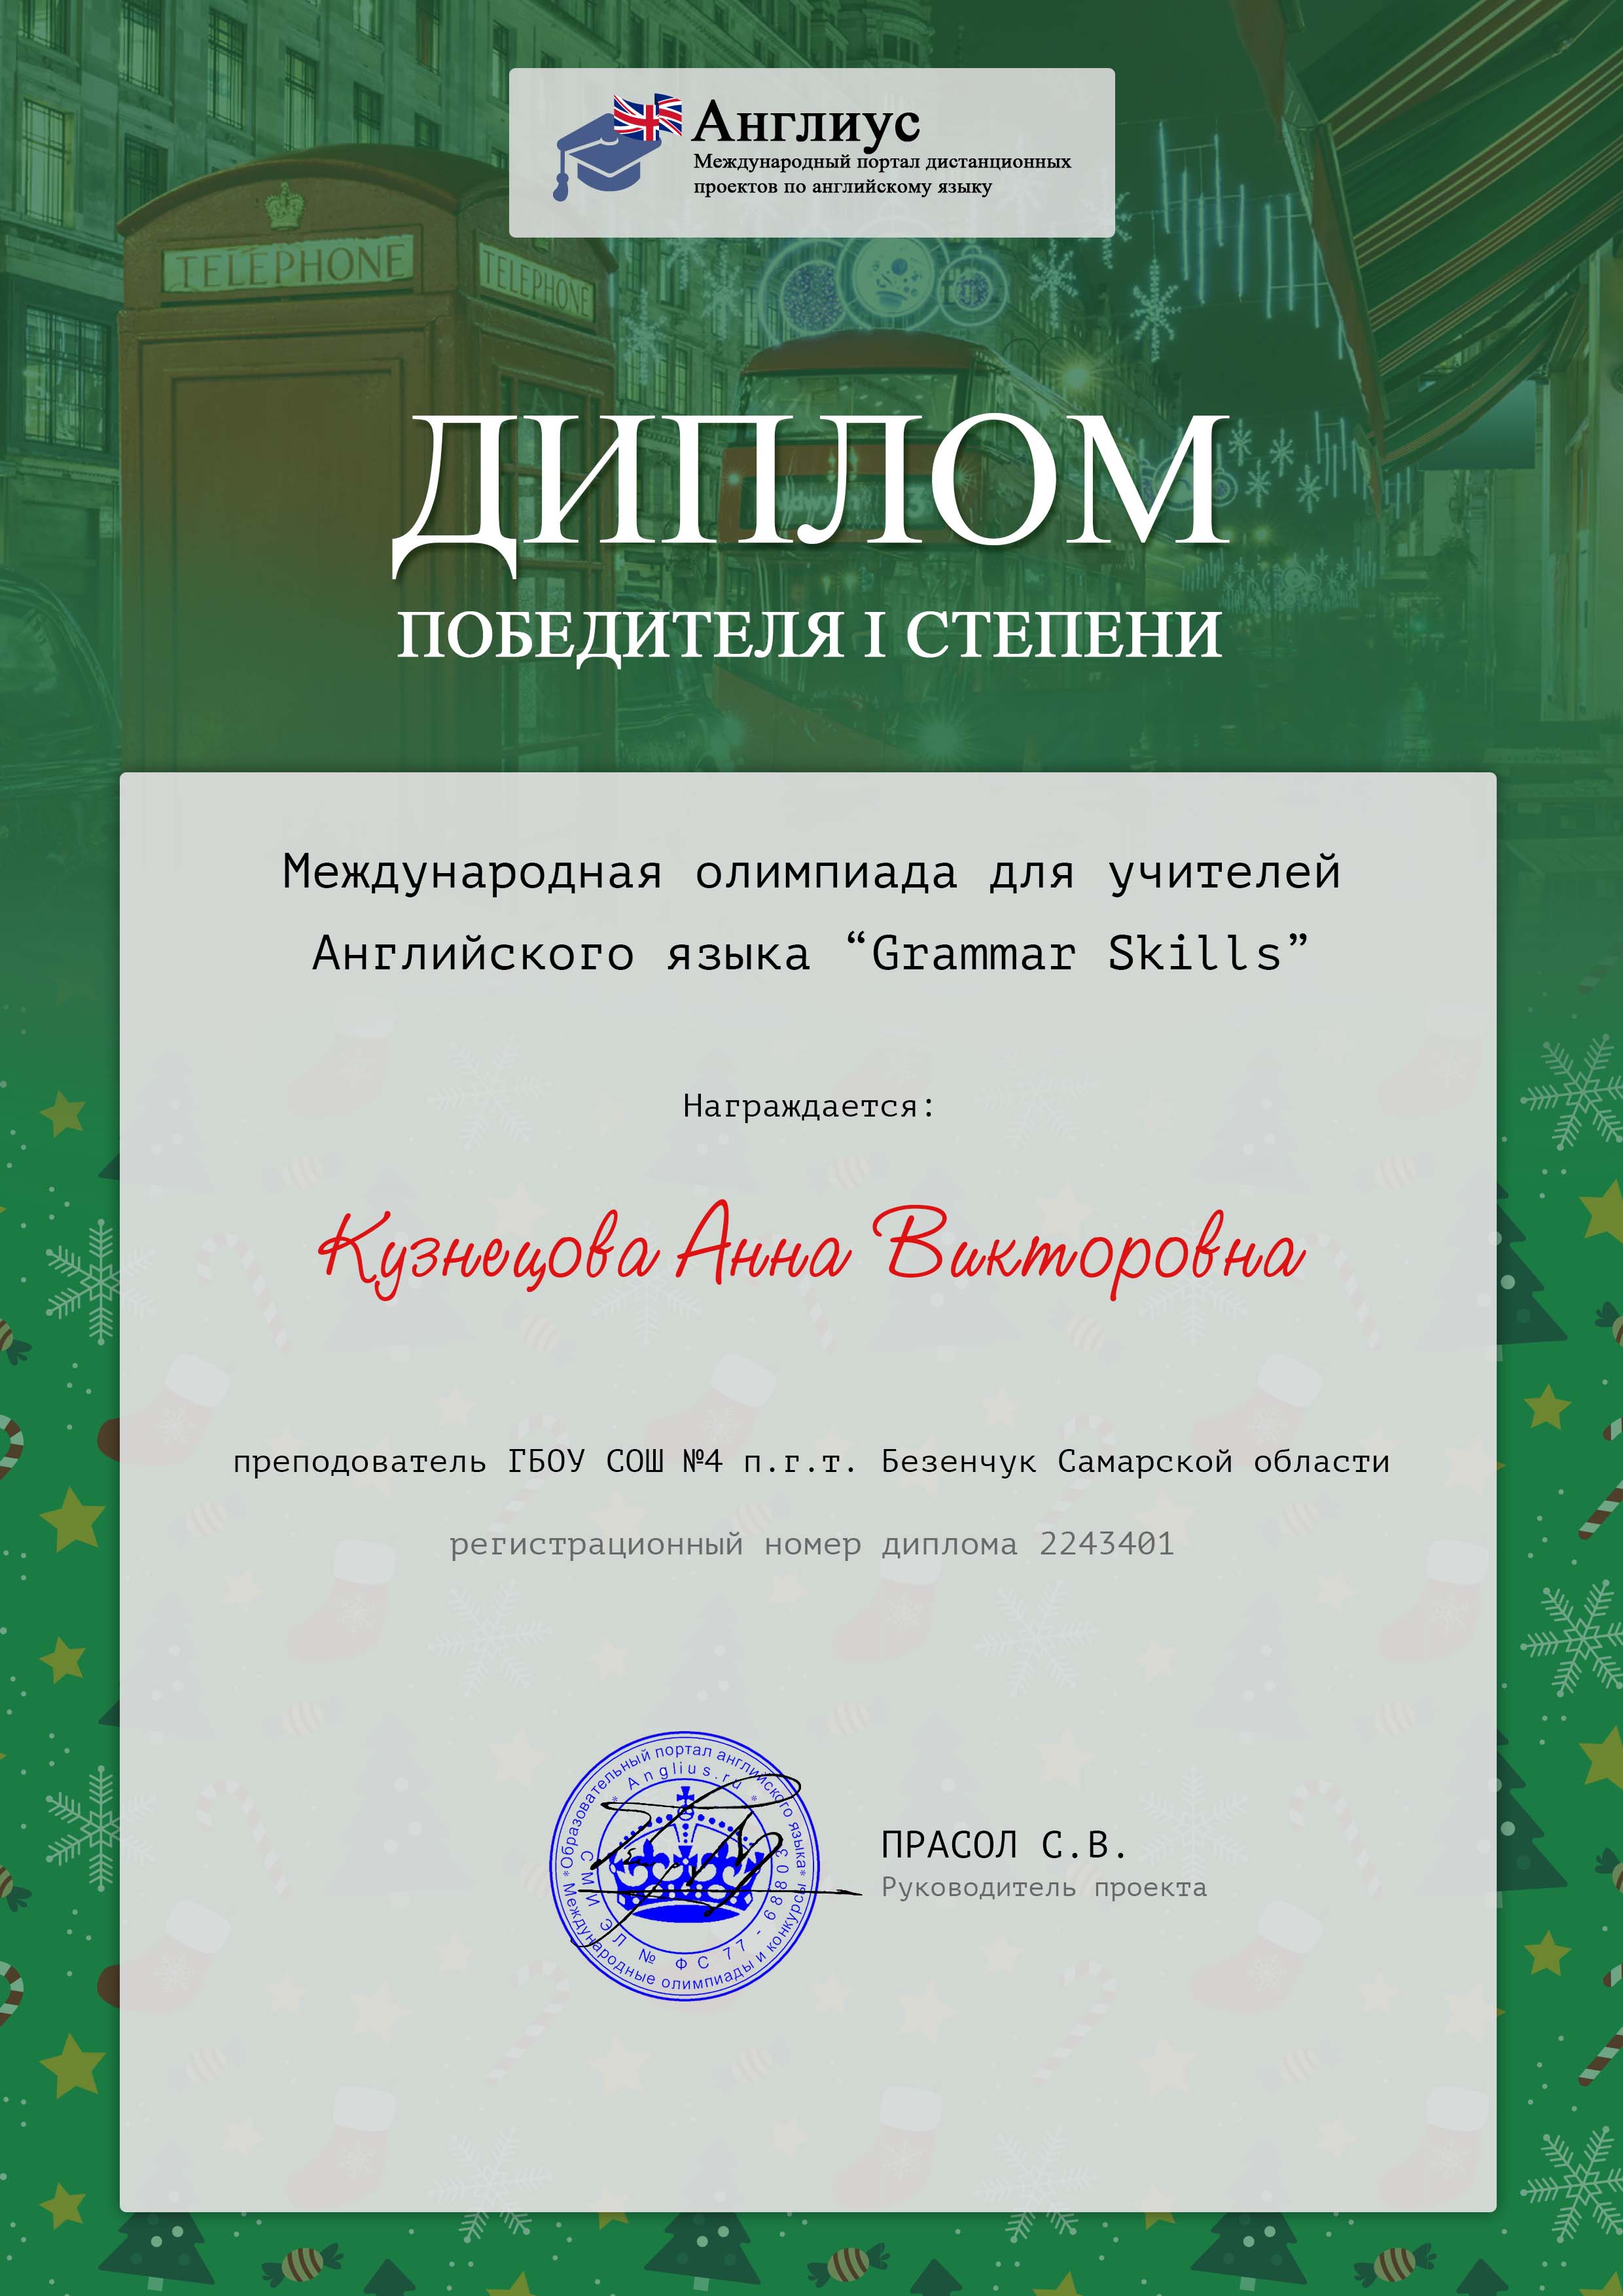 Англиус
Международный портал дистанционных
проектов по английскому языку
TELEPHONE
TELEPHONE
ДИПЛОМ
ПОБЕДИТЕЛЯ I СТЕПЕНИ
Международная олимпиада для учителей
Английского языка “Grammar Skills”
Награждается:
Кузнецова Анна Викторовна
преподователь ГБОУ СОШ №4 п.г.т. Безенчук Самарской области
регистрационный номер диплома 2243401
*Образовательный портал английского языка*
Международные олимпиады и конкурсы
* Anglius.ru *
СМИ ЭЛ № ФС 77 - 68803
ПРАСОЛ С.В.
Руководитель проекта